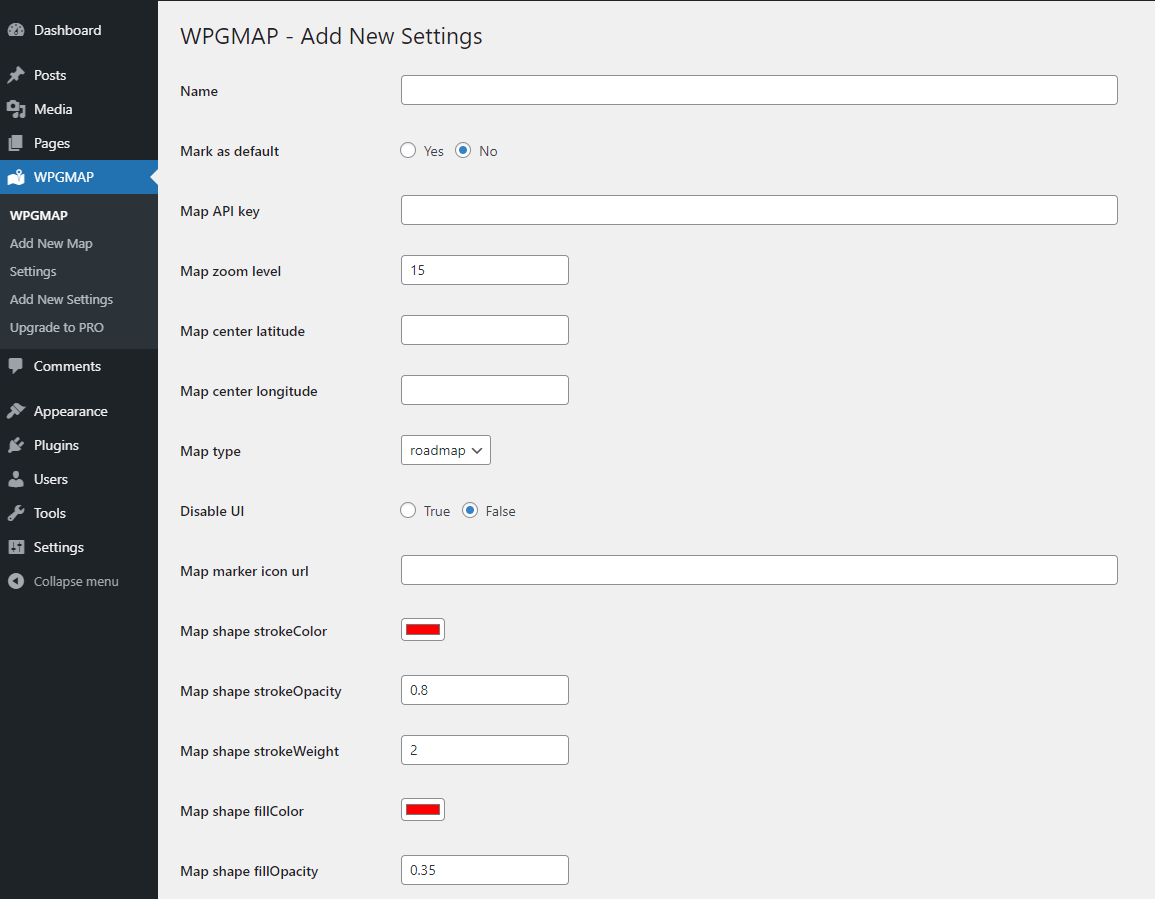 Dashboard
Posts
Media
Pages
WPGMAP
WPGMAP
Add New Map
Settings
Add New Settings
Upgrade to PRO
Comments
Appearance
Plugins
Users
Tools
Settings
Collapse menu
WPGMAP - Add New Settings
Name
Mark as default Yes No
Map API key
Map zoom level 15
Map center latitude
Map center longitude
Map type roadmap
Disable UI True False
Map marker icon url
Map shape strokeColor
Map shape strokeOpacity 0.8
Map shape strokeWeight 2
Map shape fillColor
Map shape fillOpacity 0.35